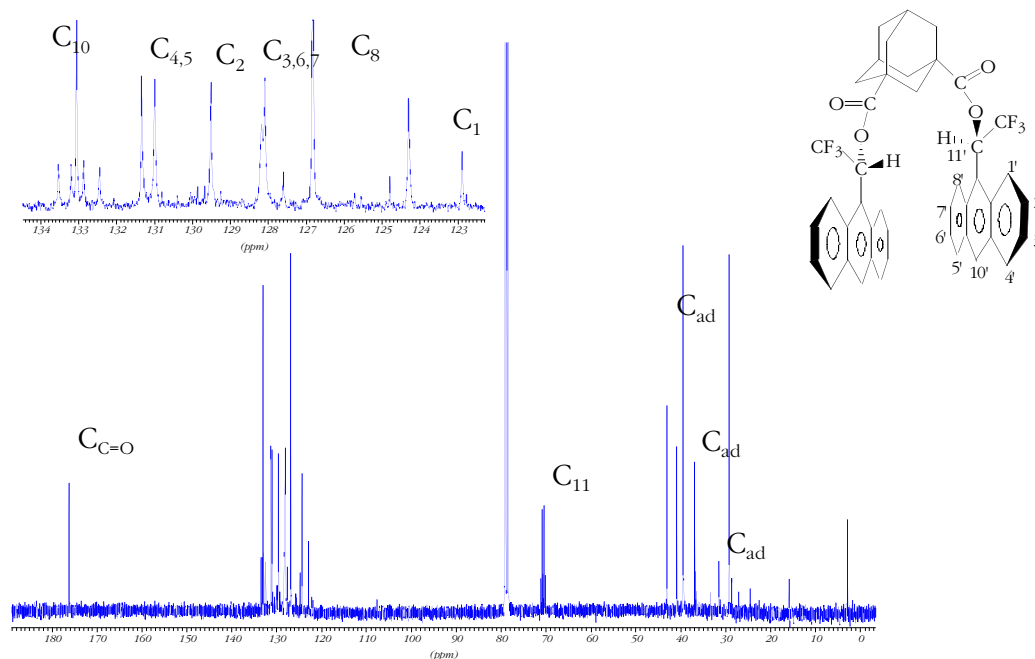 C10
C4,5
C2
C3,6,7
C8
C1
134 133 132 131 130 129 128 127 126 125 124 123
(ppm)
O
C
O=C
O
O
CF3
CF3
H
H
C
C
11'
1'
8'
7'
6'
5'
10'
4'
CC=O
C11
Cad
Cad
Cad
180 170 160 150 140 130 120 110 100 90 80 70 60 50 40 30 20 10 0
(ppm)